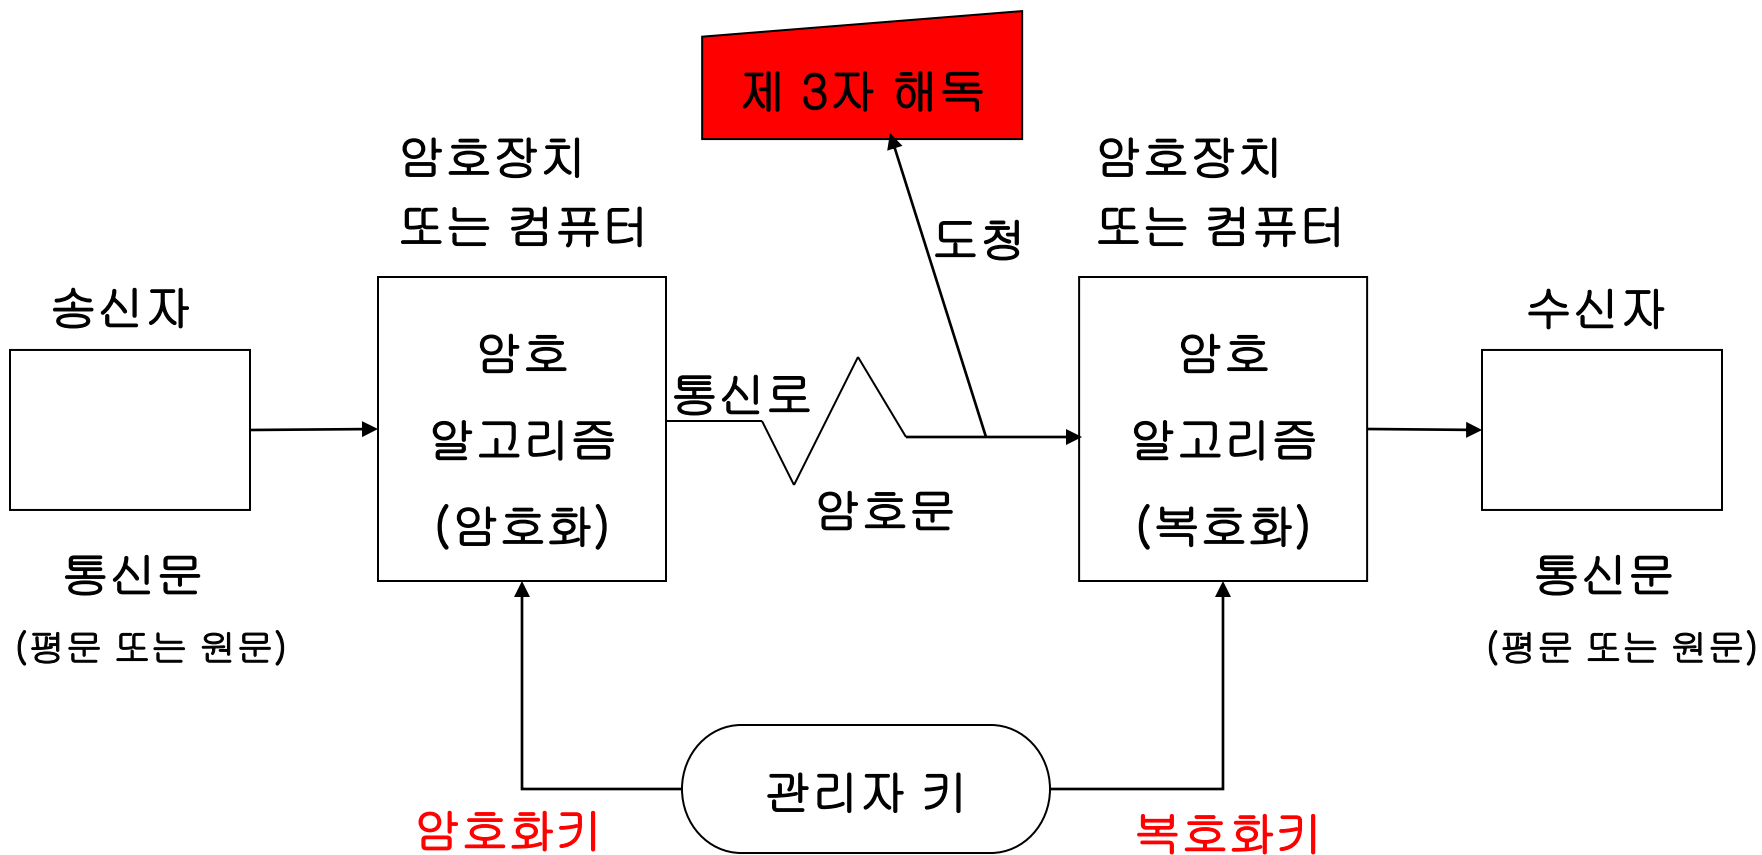 제 3자 해독
암호장치
또는 컴퓨터
암호장치
또는 컴퓨터
도청
송신자
수신자
암호
알고리즘
(암호화)
통신로
암호문
암호
알고리즘
(복호화)
통신문
(평문 또는 원문)
통신문
(평문 또는 원문)
관리자 키
암호화키
복호화키